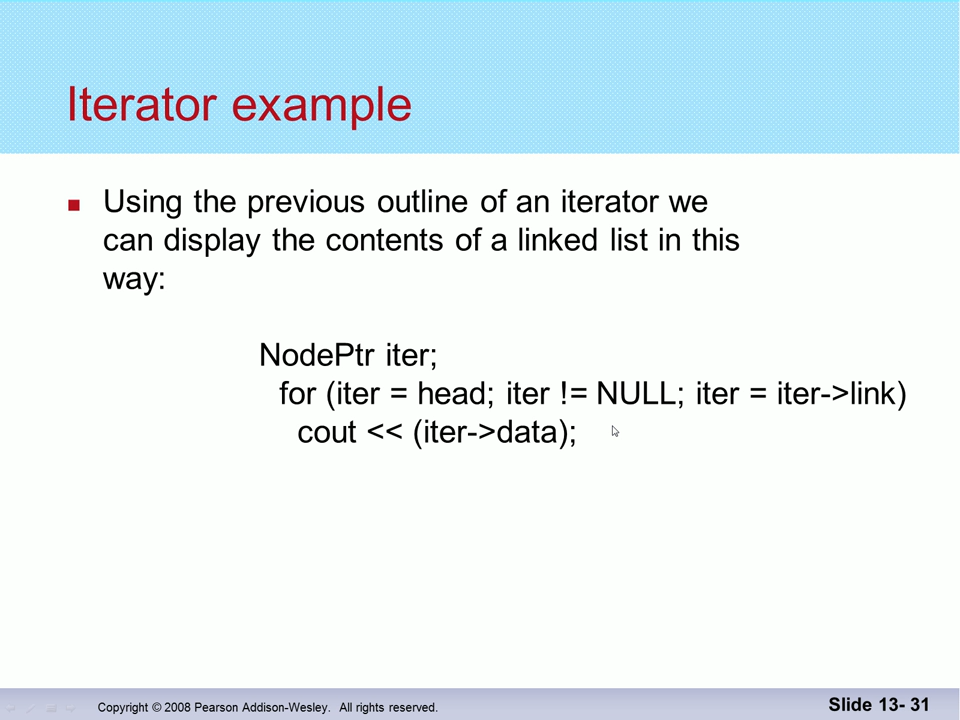 Iterator example
Using the previous outline of an iterator we
can display the contents of a linked list in this
way:
NodePtr iter;
for (iter = head; iter != NULL; iter = iter->link)
cout << (iter->data);
Copyright © 2008 Pearson Addison-Wesley. All rights reserved.
Slide 13- 31